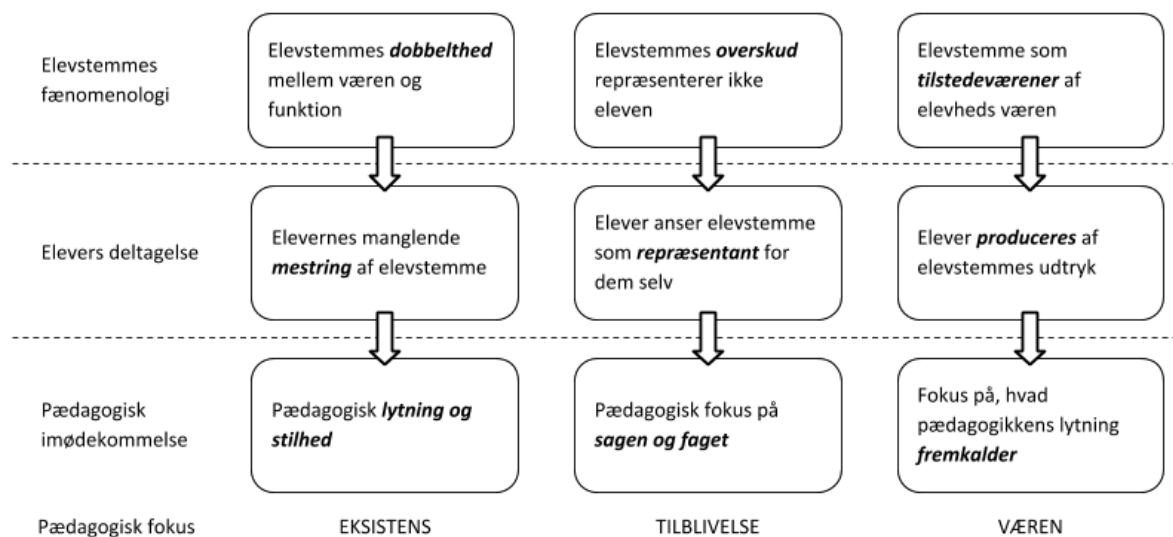 Elevstemmes
fænomenologi
Elevstemmes dobbelthed
mellem væren og
funktion
Elevstemmes overskud
repræsenterer ikke
eleven
Elevstemme som
tilstedeværener af
elevheds væren
Elevers deltagelse
Elevernes manglende
mestring af elevstemme
Elever anser elevstemme
som repræsentant for
dem selv
Elever produceres af
elevstemmes udtryk
Pædagogisk
imødekommelse
Pædagogisk lytning og
stilhed
Pædagogisk fokus på
sagen og faget
Fokus på, hvad
pædagogikkens lytning
fremkalder
Pædagogisk fokus
EKSISTENS
TILBLIVELSE
VÆREN